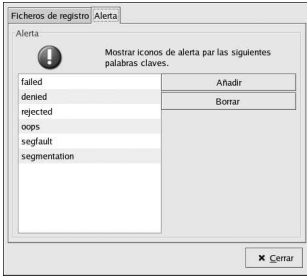 Ficheros de registro Alerta
Alerta
Mostrar iconos de alerta par las siguientes
palabras claves.
failed
denied
rejected
oops
segfault
segmentation
Añadir
Borrar
Cerrar